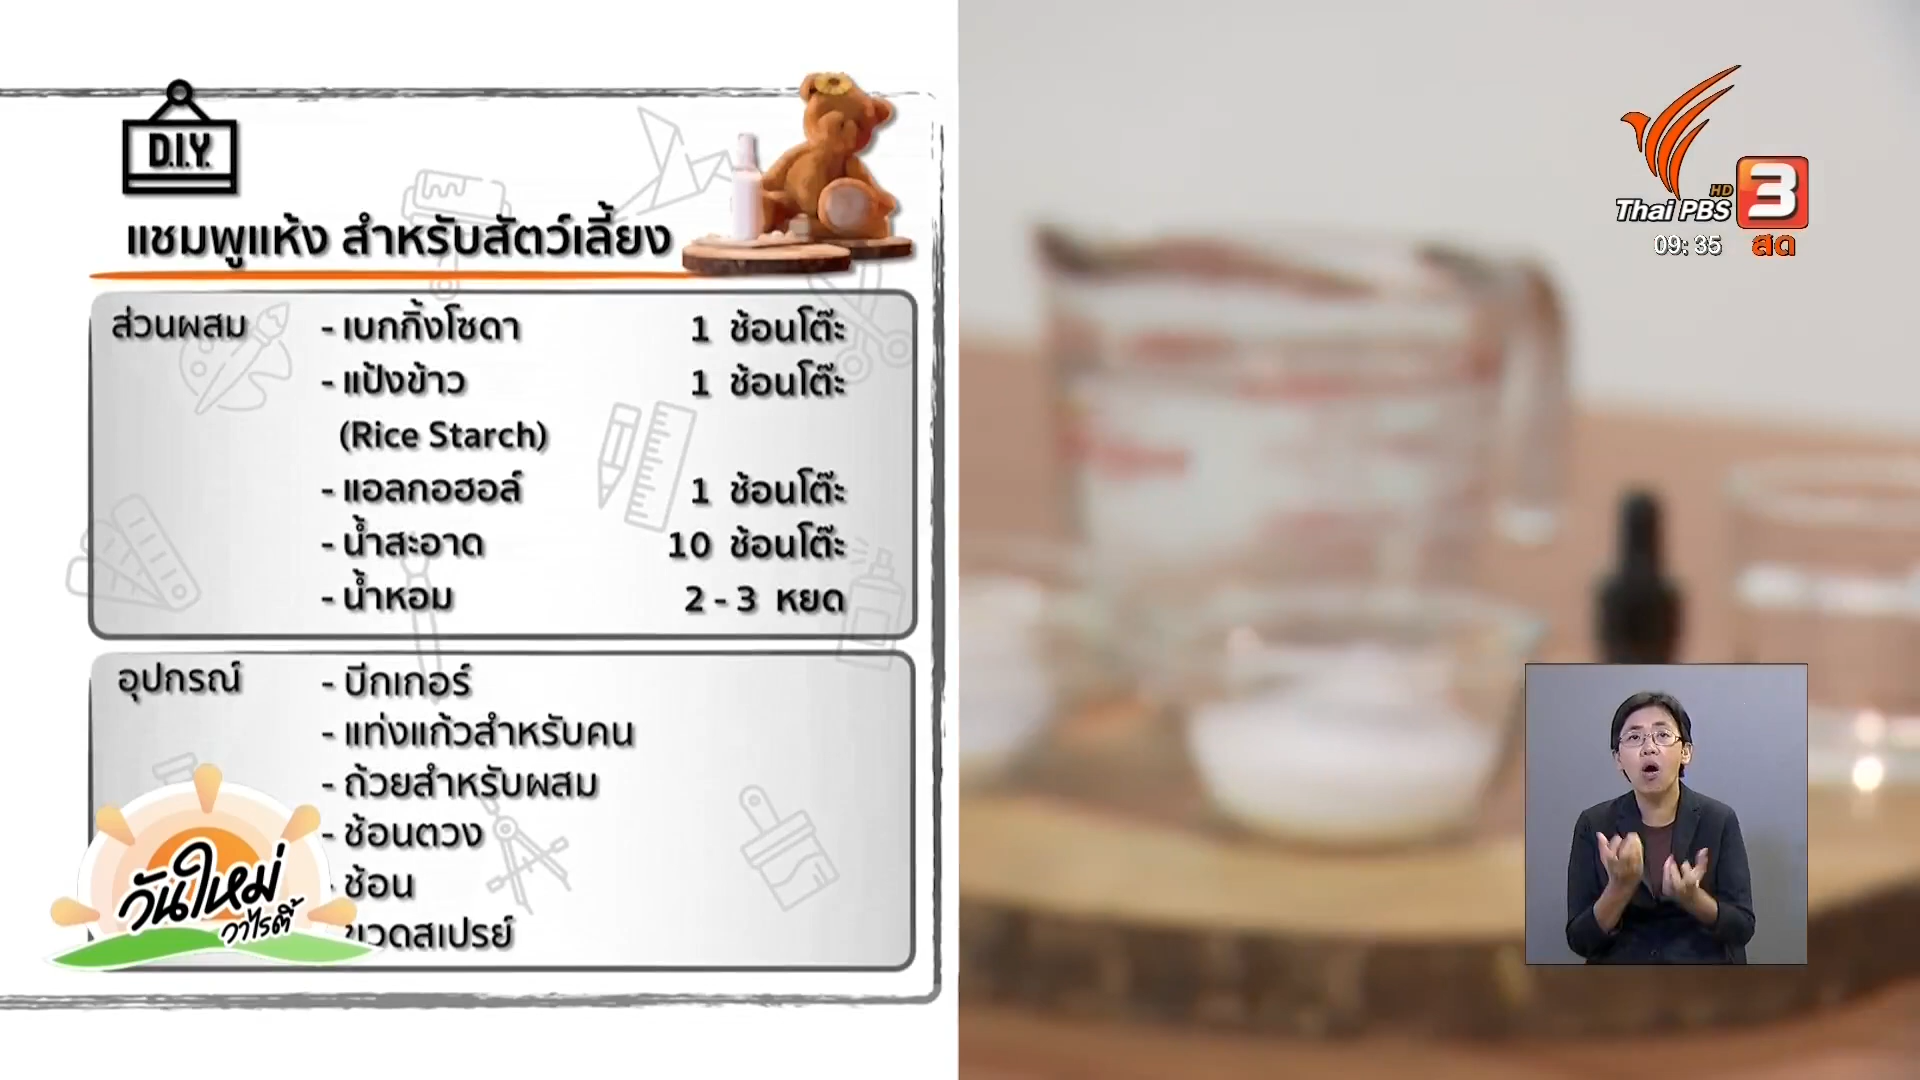 D.I.Y.
แชมพูแห้ง สำหรับสัตว์เลี้ยง
ส่วนผสม - เบกกิ้งโซดา 1 ช้อนโต๊ะ
- แป้งข้าว 1 ช้อนโต๊ะ
(Rice Starch)
- แอลกอฮอล์ 1 ช้อนโต๊ะ
- น้ำสะอาด 10 ช้อนโต๊ะ
- น้ำหอม 2 - 3 หยด
อุปกรณ์ - บีกเกอร์
- แท่งแก้วสำหรับคน
- ถ้วยสำหรับผสม
- ช้อนตวง
- ช้อน
ขวดสเปรย์
วันใหม่
วาไรตี้
HD
Thai PBS 3
09:35 สด